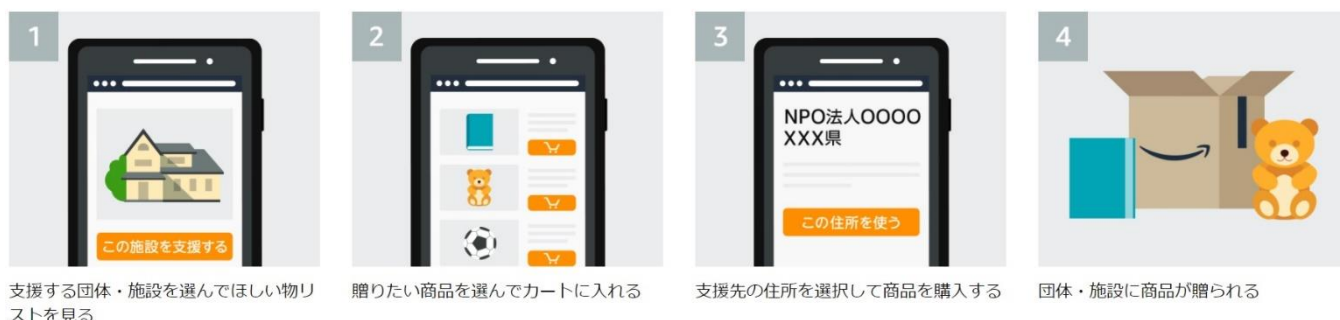 1
この施設を支援する
支援する団体・施設を選んでほしい物リ
ストを見る
2
贈りたい商品を選んでカートに入れる
3
NPO法人OOOO
XXX県
この住所を使う
支援先の住所を選択して商品を購入する
4
団体・施設に商品が贈られる